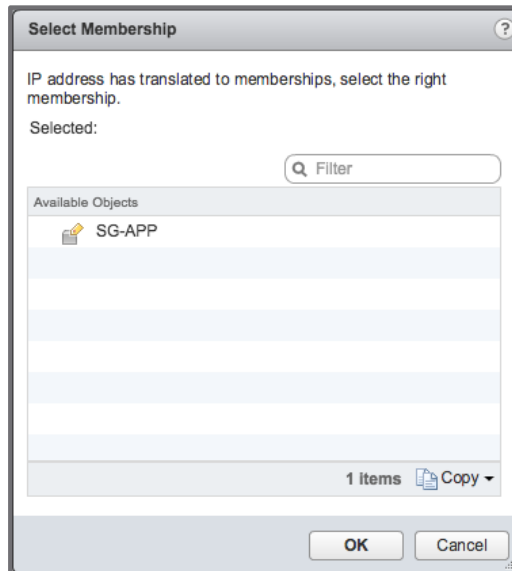 Select Membership
?
IP address has translated to memberships, select the right
membership.
Selected:
Filter
Available Objects
SG-APP
1 items Copy
OK Cancel